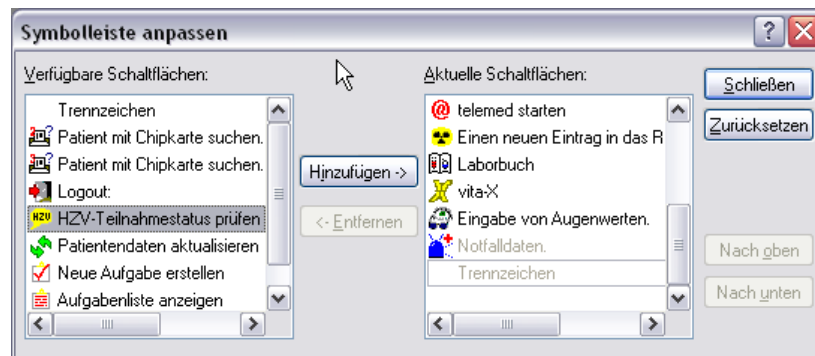 Symbolleiste anpassen
Verfügbare Schaltflächen:
Trennzeichen
Patient mit Chipkarte suchen.
Patient mit Chipkarte suchen.
Logout:
HZV HZV-Teilnahmestatus prüfen
Patientendaten aktualisieren
Neue Aufgabe erstellen
Aufgabenliste anzeigen
Hinzufügen ->
<- Entfernen
Aktuelle Schaltflächen:
telemed starten
Einen neuen Eintrag in das R
Laborbuch
vita-X
Eingabe von Augenwerten.
Notfalldaten.
Trennzeichen
Schließen
Zurücksetzen
Nach oben
Nach unten